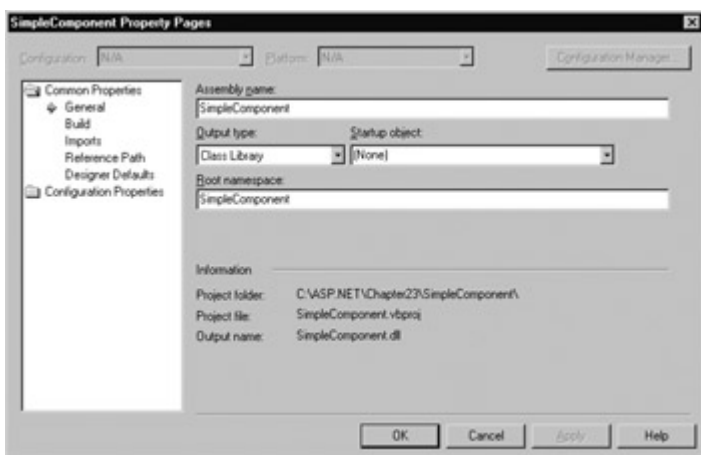 SimpleComponent Property Pages
Configuration: N/A Platform: N/A Configuration Manager...
Common Properties
General
Build
Imports
Reference Path
Designer Defaults
Configuration Properties
Assembly name:
SimpleComponent
Output type: Startup object:
Class Library (None)
Root namespace:
SimpleComponent
Information
Project folder: C:\ASP.NET\Chapter23\SimpleComponent\
Project file: SimpleComponent.vbproj
Output name: SimpleComponent.dll
OK Cancel Apply Help